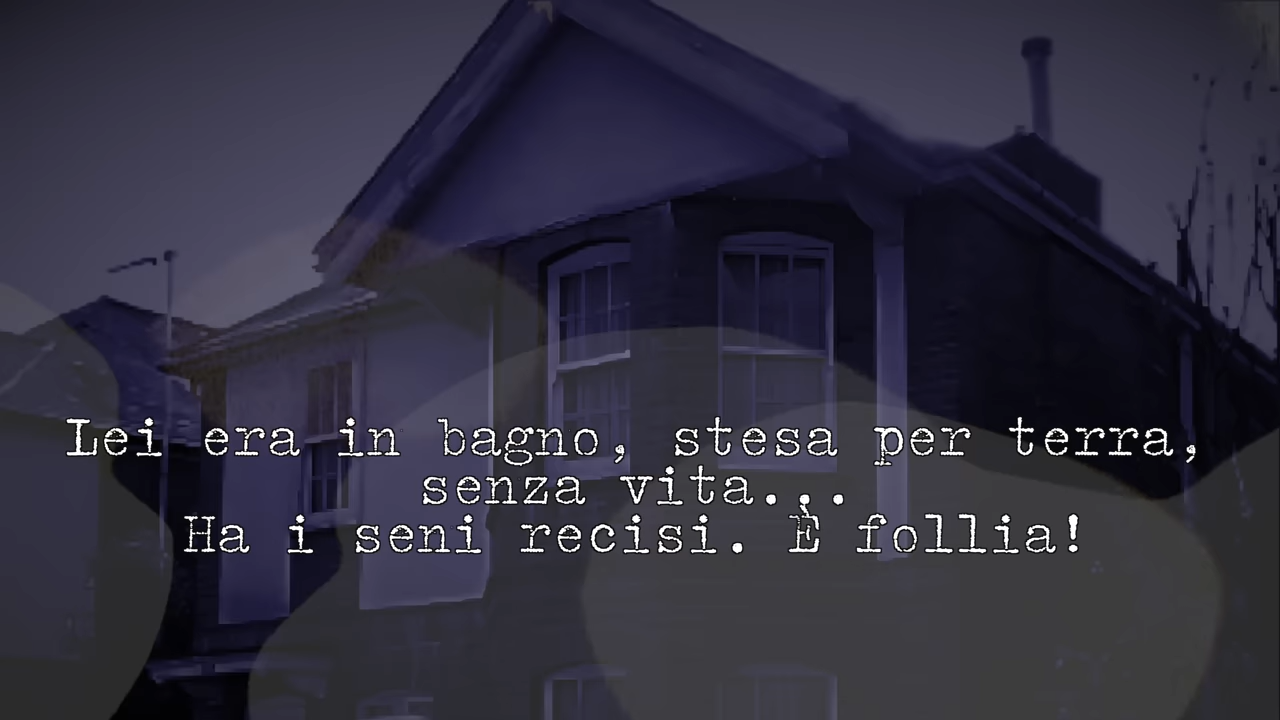 Lei era in bagno, stesa per terra,
senza vita...
Ha i seni recisi. È follia!